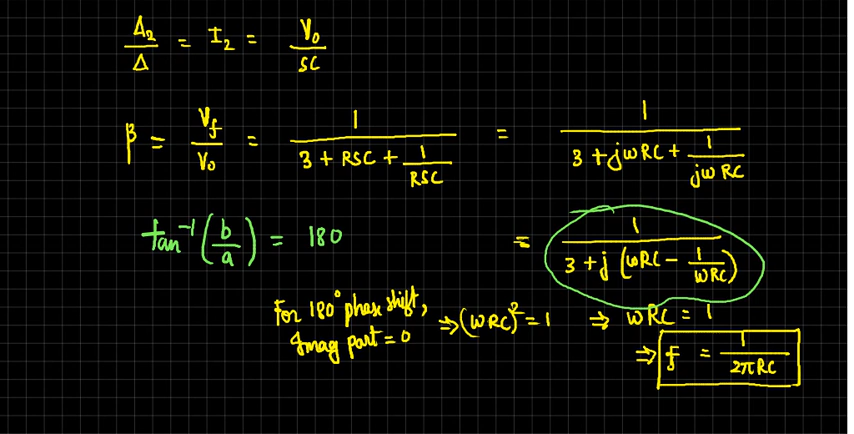 Δ₂/Δ = I₂ = V₀/SC
β = V_f/V₀ = 1/(3 + RSC + 1/RSC) = 1/(3 + jωRC + 1/(jωRC))
tan⁻¹(b/a) = 180 = 1/(3 + j(ωRC − 1/(ωRC)))
For 180° phase shift, Imag part = 0 ⇒ (ωRC)² = 1 ⇒ ωRC = 1
⇒ f = 1/(2πRC)